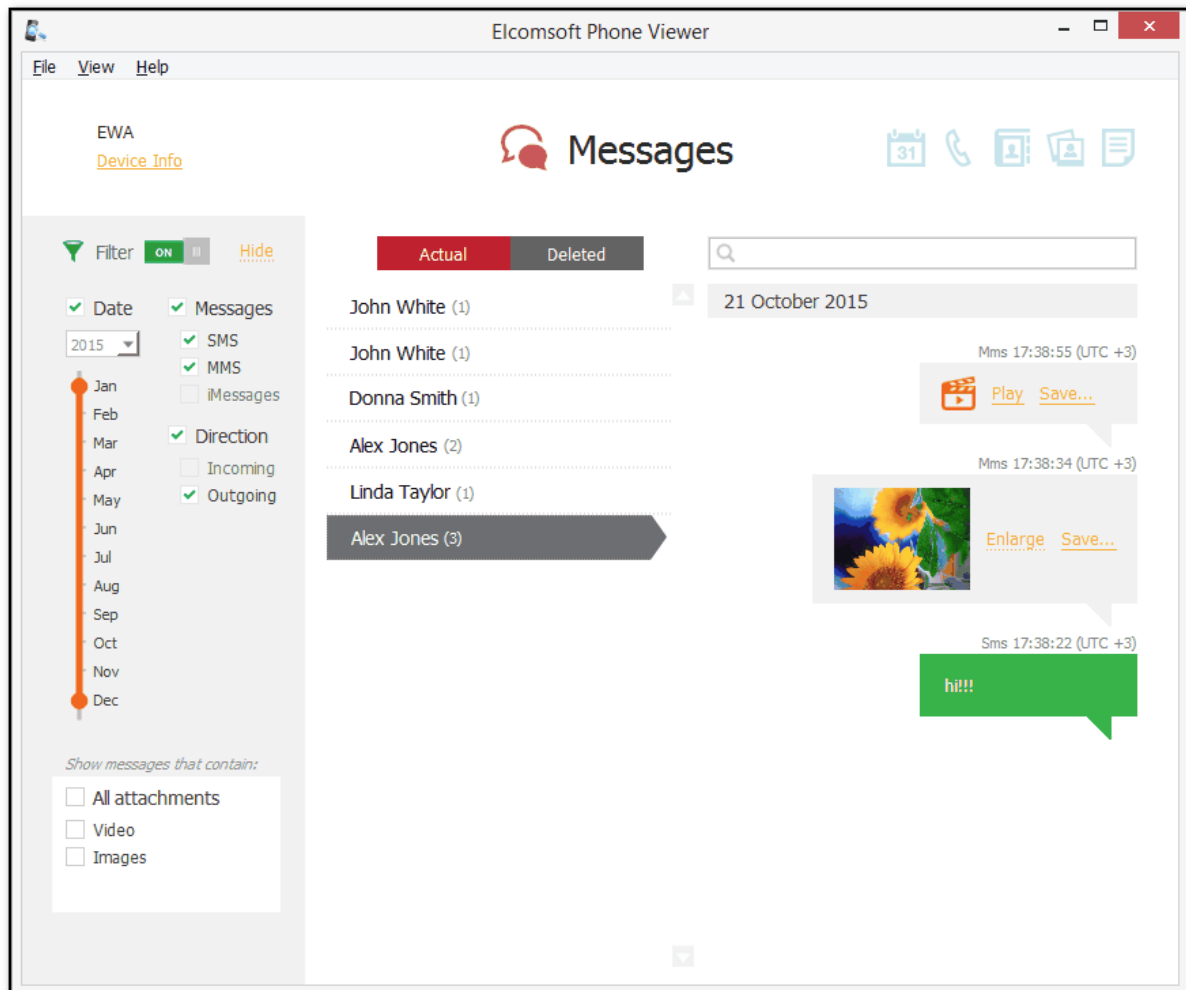 Elcomsoft Phone Viewer
File View Help
EWA
Device Info
Messages
31
Filter ON Hide
Date
2015
Jan
Feb
Mar
Apr
May
Jun
Jul
Aug
Sep
Oct
Nov
Dec
Messages
SMS
MMS
iMessages
Direction
Incoming
Outgoing
Show messages that contain:
All attachments
Video
Images
Actual Deleted
John White (1)
John White (1)
Donna Smith (1)
Alex Jones (2)
Linda Taylor (1)
Alex Jones (3)
21 October 2015
Mms 17:38:55 (UTC +3)
Play Save...
Mms 17:38:34 (UTC +3)
Enlarge Save...
Sms 17:38:22 (UTC +3)
hi!!!